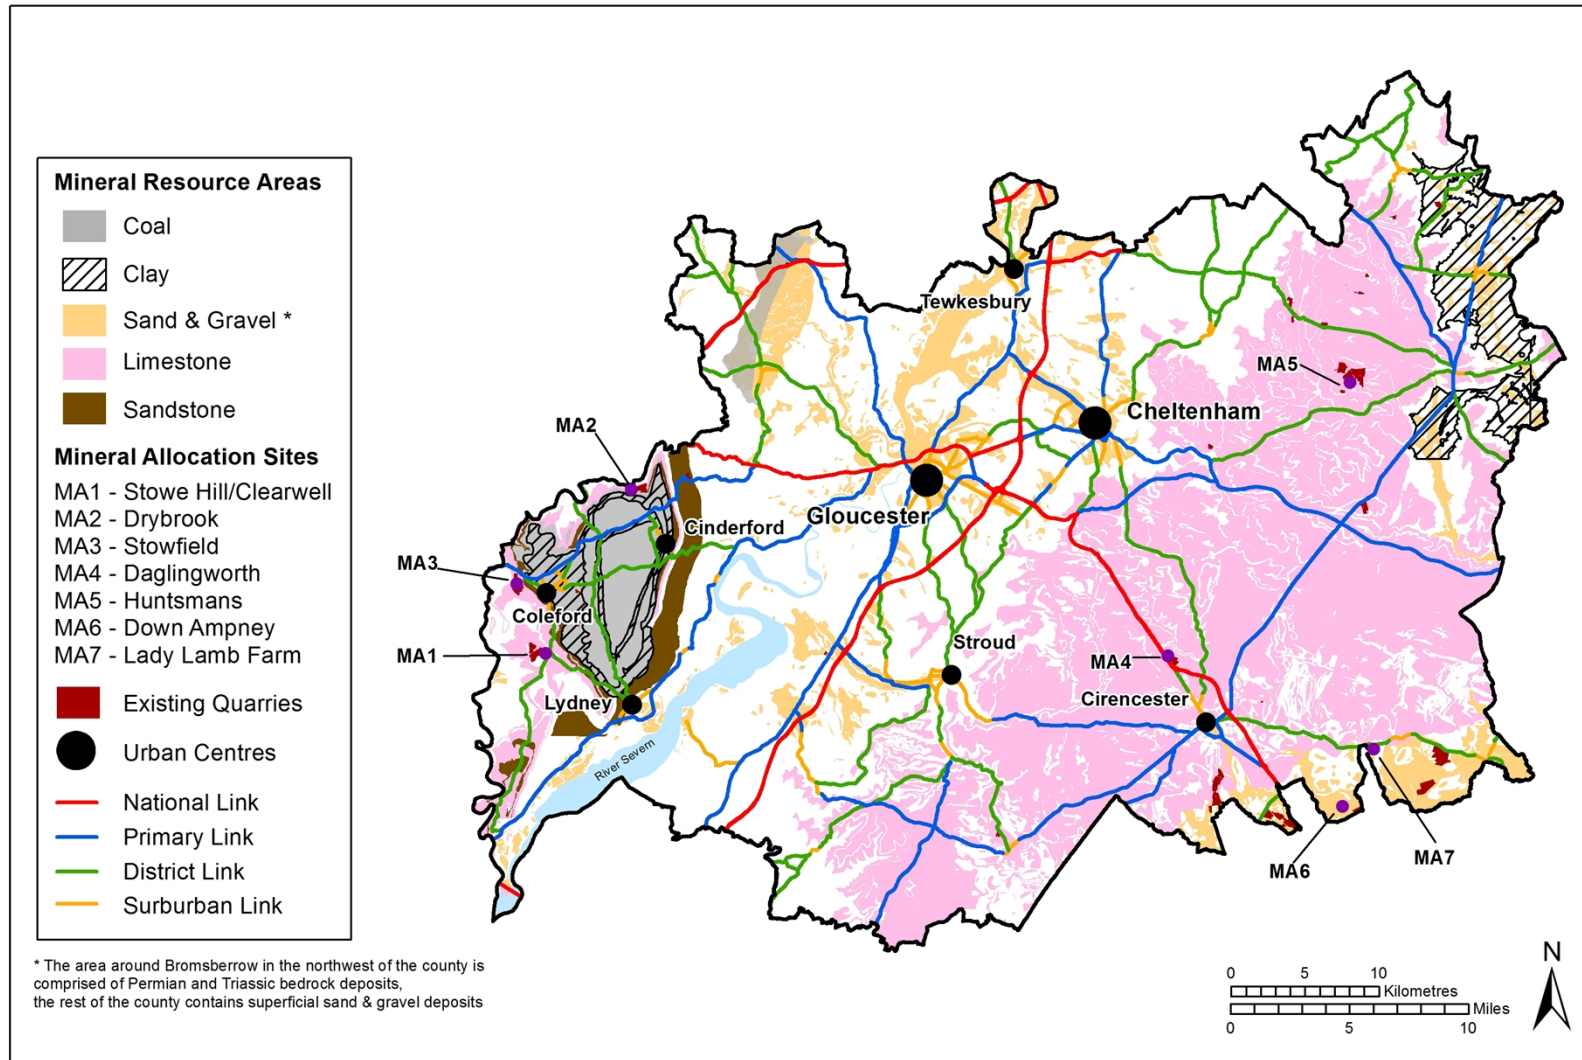 Mineral Resource Areas
Coal
Clay
Sand & Gravel *
Limestone
Sandstone
Mineral Allocation Sites
MA1 - Stowe Hill/Clearwell
MA2 - Drybrook
MA3 - Stowfield
MA4 - Daglingworth
MA5 - Huntsmans
MA6 - Down Ampney
MA7 - Lady Lamb Farm
Existing Quarries
Urban Centres
National Link
Primary Link
District Link
Surburban Link
* The area around Bromsberrow in the northwest of the county is
comprised of Permian and Triassic bedrock deposits,
the rest of the county contains superficial sand & gravel deposits
Tewkesbury
MA5
Cheltenham
MA2
Gloucester
Cinderford
MA3
Coleford
Stroud
MA1
MA4
Lydney
Cirencester
River Severn
MA6
MA7
N
0 5 10
Kilometres
Miles
0 5 10